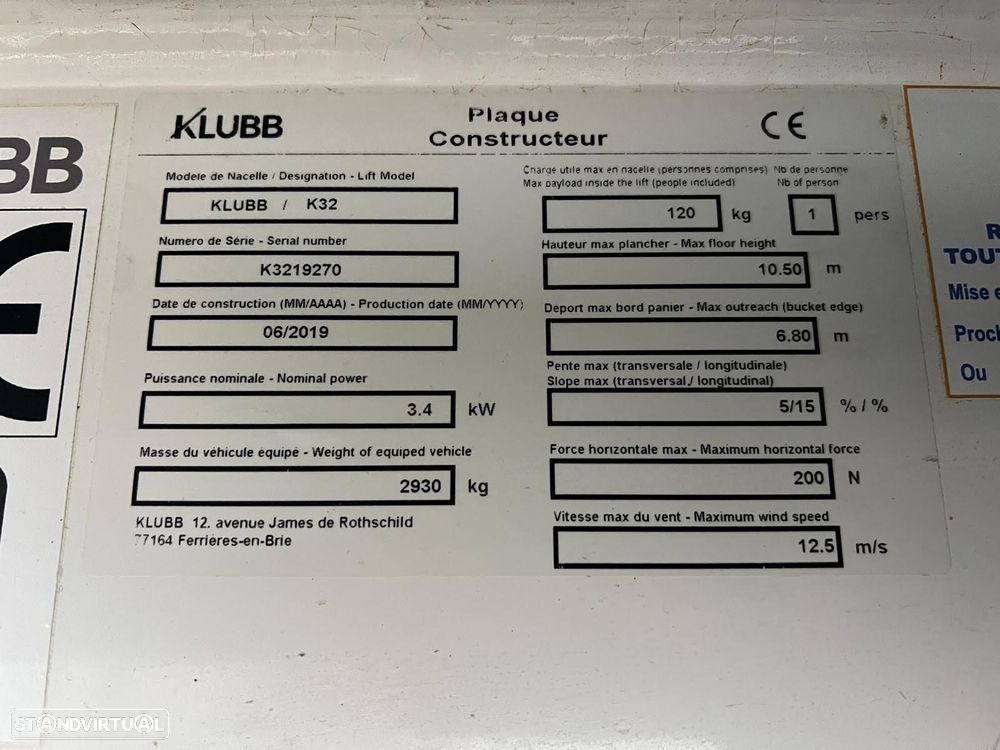 KLUBB
Plaque
Constructeur
CE
Modele de Nacelle / Designation - Lift Model
KLUBB / K32
Numero de Série - Serial number
K3219270
Date de construction (MM/AAAA) - Production date (MM/YYYY)
06/2019
Puissance nominale - Nominal power
3.4 kW
Masse du véhicule équipé - Weight of equiped vehicle
2930 kg
KLUBB 12, avenue James de Rothschild
77164 Ferrières-en-Brie
Charge utile max en nacelle (personnes comprises) Nb de personne
Max payload inside the lift (people included) Nb of person
120 kg 1 pers
Hauteur max plancher - Max floor height
10.50 m
Deport max bord panier - Max outreach (bucket edge)
6.80 m
Pente max (transversale / longitudinale)
Slope max (transversal / longitudinal)
5/15 % / %
Force horizontale max - Maximum horizontal force
200 N
Vitesse max du vent - Maximum wind speed
12.5 m/s
BB
R
TOUT
Mise e
Proch
Ou
STANDVIRTUAL